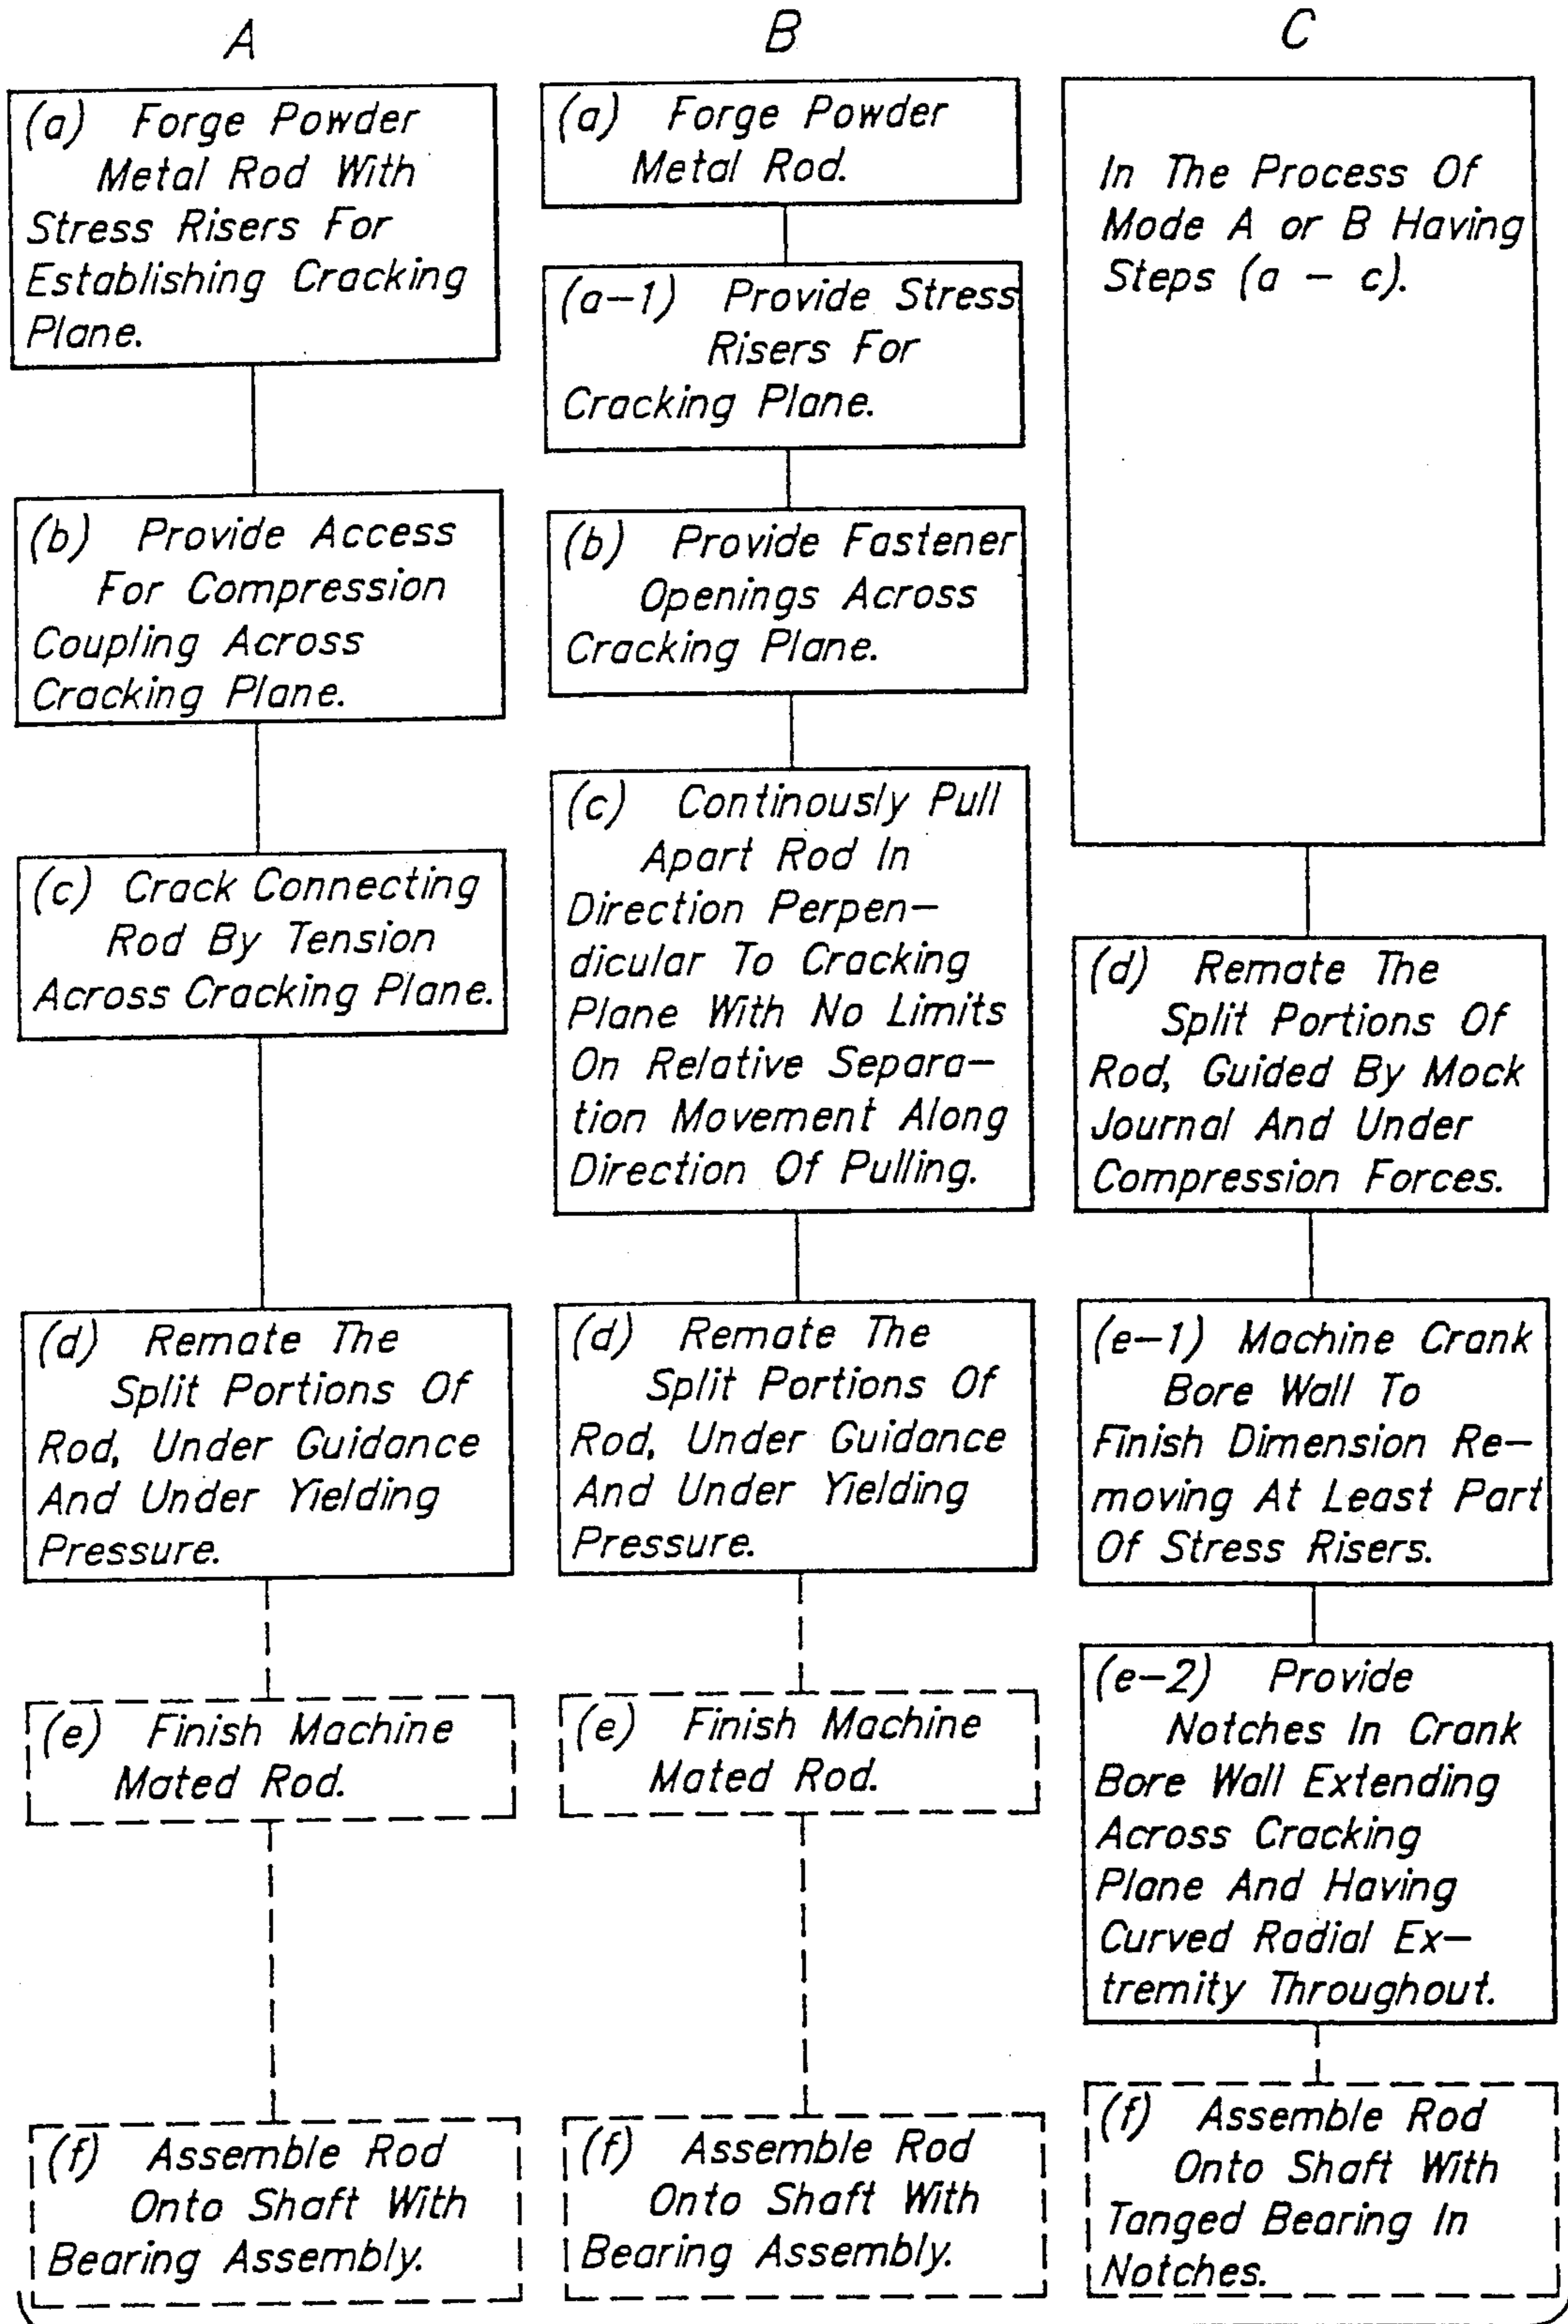 A
(a) Forge Powder
Metal Rod With
Stress Risers For
Establishing Cracking
Plane.
(b) Provide Access
For Compression
Coupling Across
Cracking Plane.
(c) Crack Connecting
Rod By Tension
Across Cracking Plane.
(d) Remate The
Split Portions Of
Rod, Under Guidance
And Under Yielding
Pressure.
(e) Finish Machine
Mated Rod.
(f) Assemble Rod
Onto Shaft With
Bearing Assembly.
B
(a) Forge Powder
Metal Rod.
(a-1) Provide Stress
Risers For
Cracking Plane.
(b) Provide Fastener
Openings Across
Cracking Plane.
(c) Continously Pull
Apart Rod In
Direction Perpen-
dicular To Cracking
Plane With No Limits
On Relative Separa-
tion Movement Along
Direction Of Pulling.
(d) Remate The
Split Portions Of
Rod, Under Guidance
And Under Yielding
Pressure.
(e) Finish Machine
Mated Rod.
(f) Assemble Rod
Onto Shaft With
Bearing Assembly.
C
In The Process Of
Mode A or B Having
Steps (a - c).
(d) Remate The
Split Portions Of
Rod, Guided By Mock
Journal And Under
Compression Forces.
(e-1) Machine Crank
Bore Wall To
Finish Dimension Re-
moving At Least Part
Of Stress Risers.
(e-2) Provide
Notches In Crank
Bore Wall Extending
Across Cracking
Plane And Having
Curved Radial Ex-
tremity Throughout.
(f) Assemble Rod
Onto Shaft With
Tanged Bearing In
Notches.